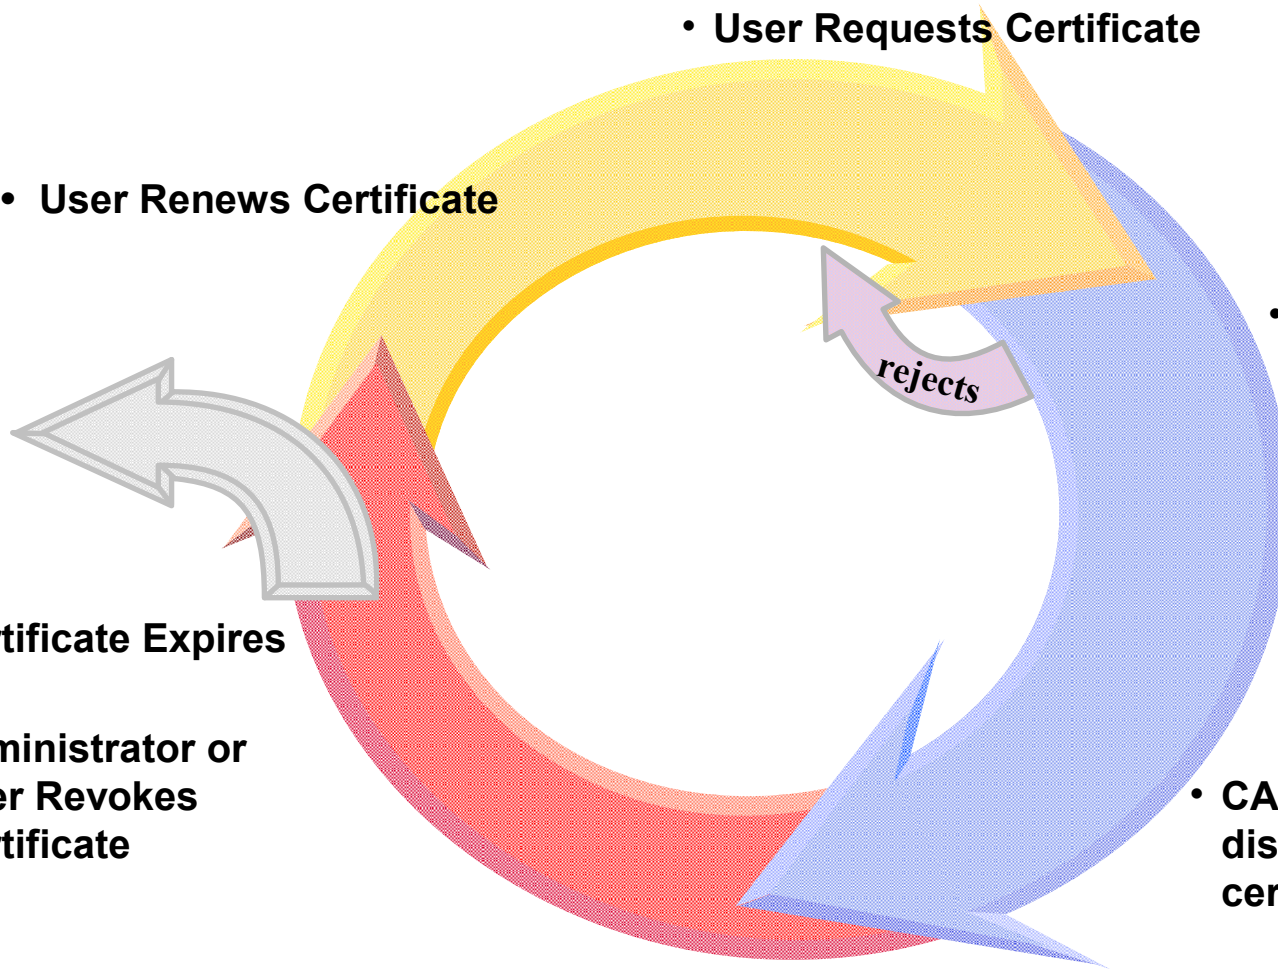 • User Requests Certificate
• User Renews Certificate
•
rejects
rtificate Expires
ministrator or
er Revokes
rtificate
• CA
dis
cer